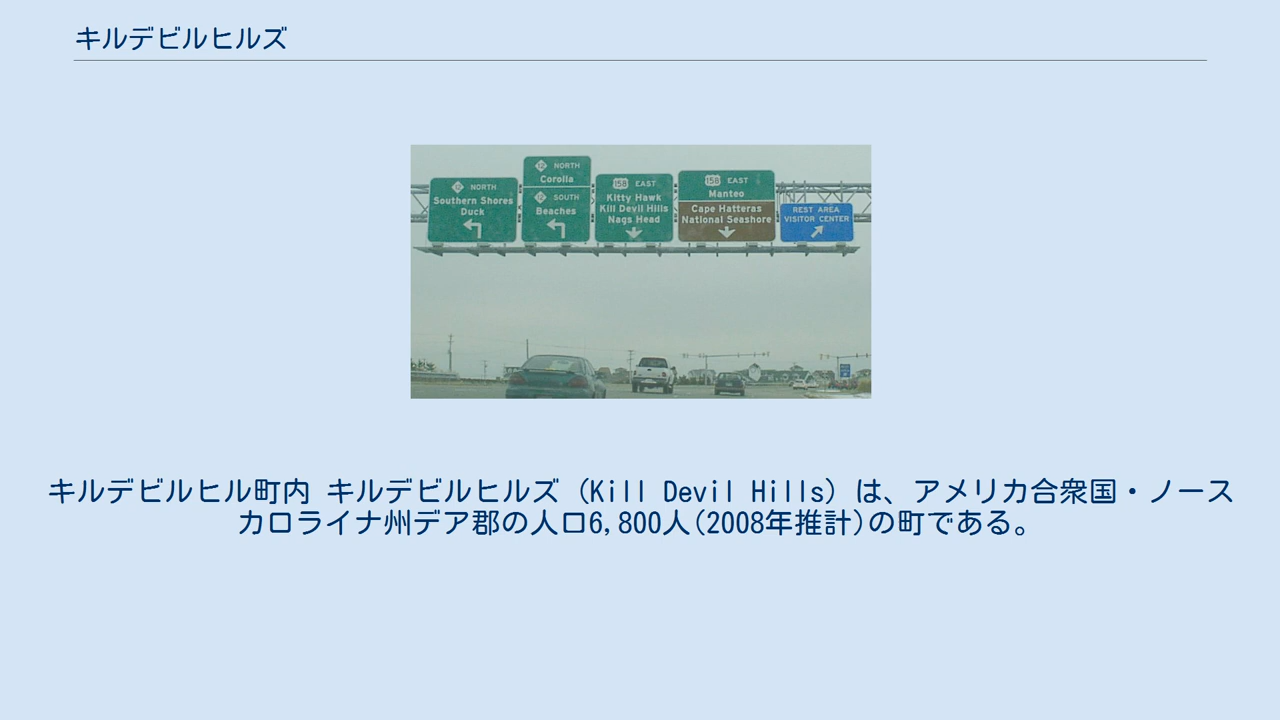 キルデビルヒルズ
12 NORTH
Southern Shores
Duck
12 NORTH
Corolla
12 SOUTH
Beaches
158 EAST
Kitty Hawk
Kill Devil Hills
Nags Head
158 EAST
Manteo
Cape Hatteras
National Seashore
REST AREA
VISITOR CENTER
キルデビルヒル町内 キルデビルヒルズ (Kill Devil Hills) は、アメリカ合衆国・ノース
カロライナ州デア郡の人口6,800人(2008年推計)の町である。